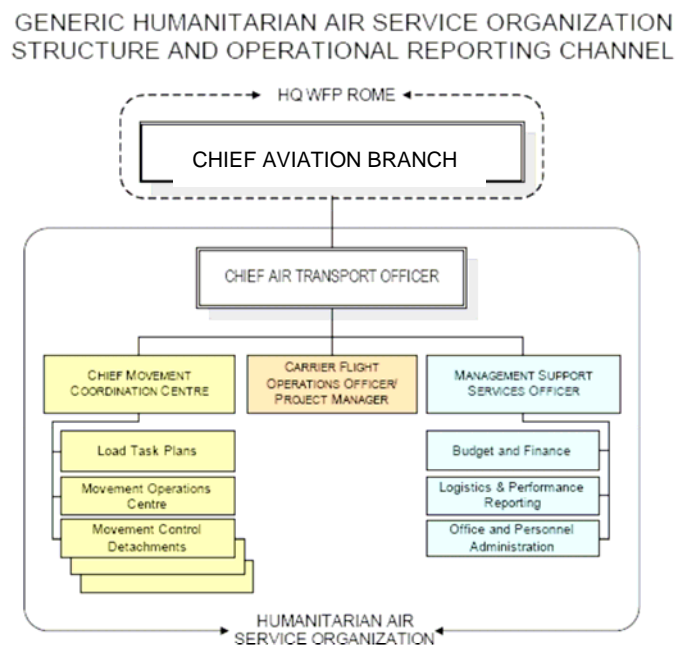 GENERIC HUMANITARIAN AIR SERVICE ORGANIZATION
STRUCTURE AND OPERATIONAL REPORTING CHANNEL
HQ WFP ROME
CHIEF AVIATION BRANCH
CHIEF AIR TRANSPORT OFFICER
CHIEF MOVEMENT
COORDINATION CENTRE
CARRIER FLIGHT
OPERATIONS OFFICER/
PROJECT MANAGER
MANAGEMENT SUPPORT
SERVICES OFFICER
Load Task Plans
Movement Operations
Centre
Movement Control
Detachments
Budget and Finance
Logistics & Performance
Reporting
Office and Personnel
Administration
HUMANITARIAN AIR
SERVICE ORGANIZATION